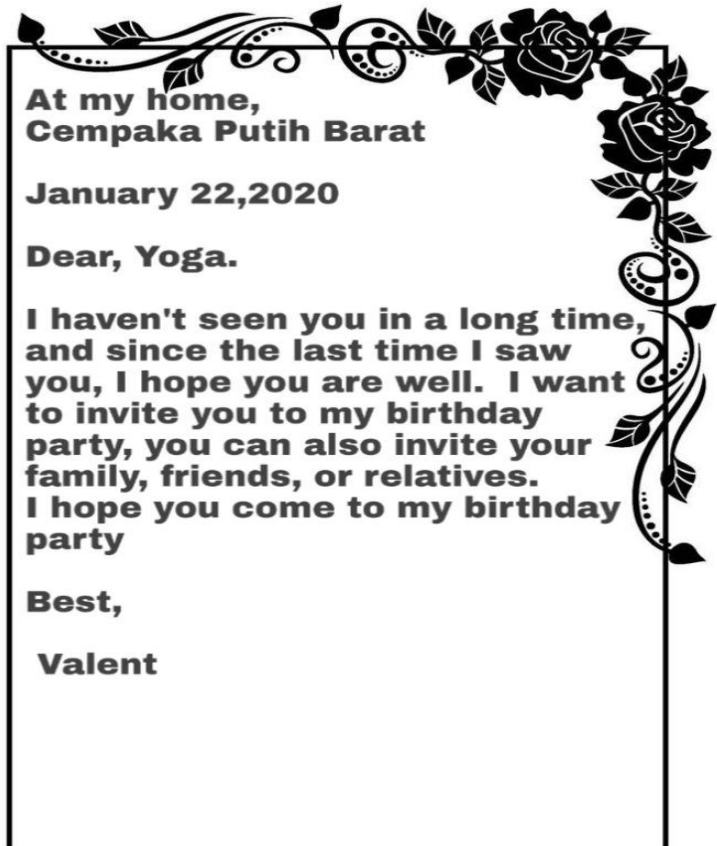 At my home,
Cempaka Putih Barat
January 22,2020
Dear, Yoga.
I haven't seen you in a long time,
and since the last time I saw
you, I hope you are well.  I want
to invite you to my birthday
party, you can also invite your
family, friends, or relatives.
I hope you come to my birthday
party
Best,
Valent